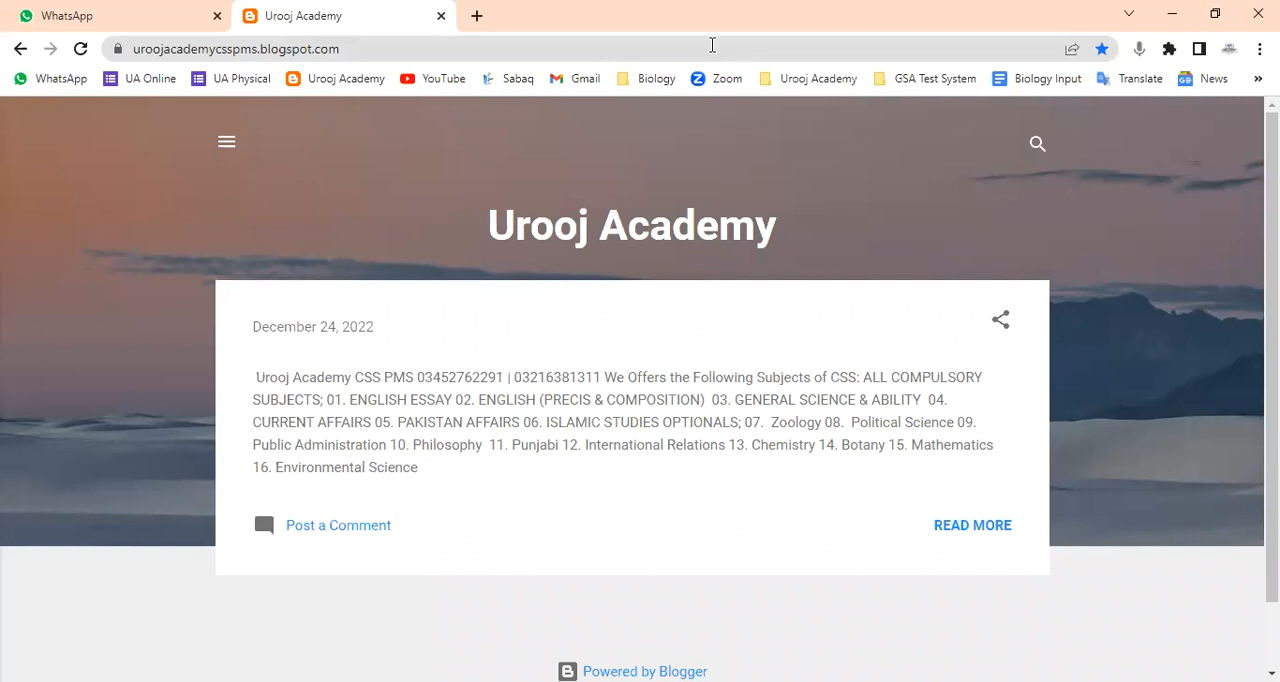 WhatsApp
Urooj Academy
uroojacademycsspms.blogspot.com
WhatsApp UA Online UA Physical Urooj Academy YouTube Sabaq Gmail Biology Zoom Urooj Academy GSA Test System Biology Input Translate News »
Urooj Academy
December 24, 2022
Urooj Academy CSS PMS 03452762291 | 03216381311 We Offers the Following Subjects of CSS: ALL COMPULSORY
SUBJECTS; 01. ENGLISH ESSAY 02. ENGLISH (PRECIS & COMPOSITION) 03. GENERAL SCIENCE & ABILITY 04.
CURRENT AFFAIRS 05. PAKISTAN AFFAIRS 06. ISLAMIC STUDIES OPTIONALS; 07. Zoology 08. Political Science 09.
Public Administration 10. Philosophy 11. Punjabi 12. International Relations 13. Chemistry 14. Botany 15. Mathematics
16. Environmental Science
Post a Comment
READ MORE
Powered by Blogger